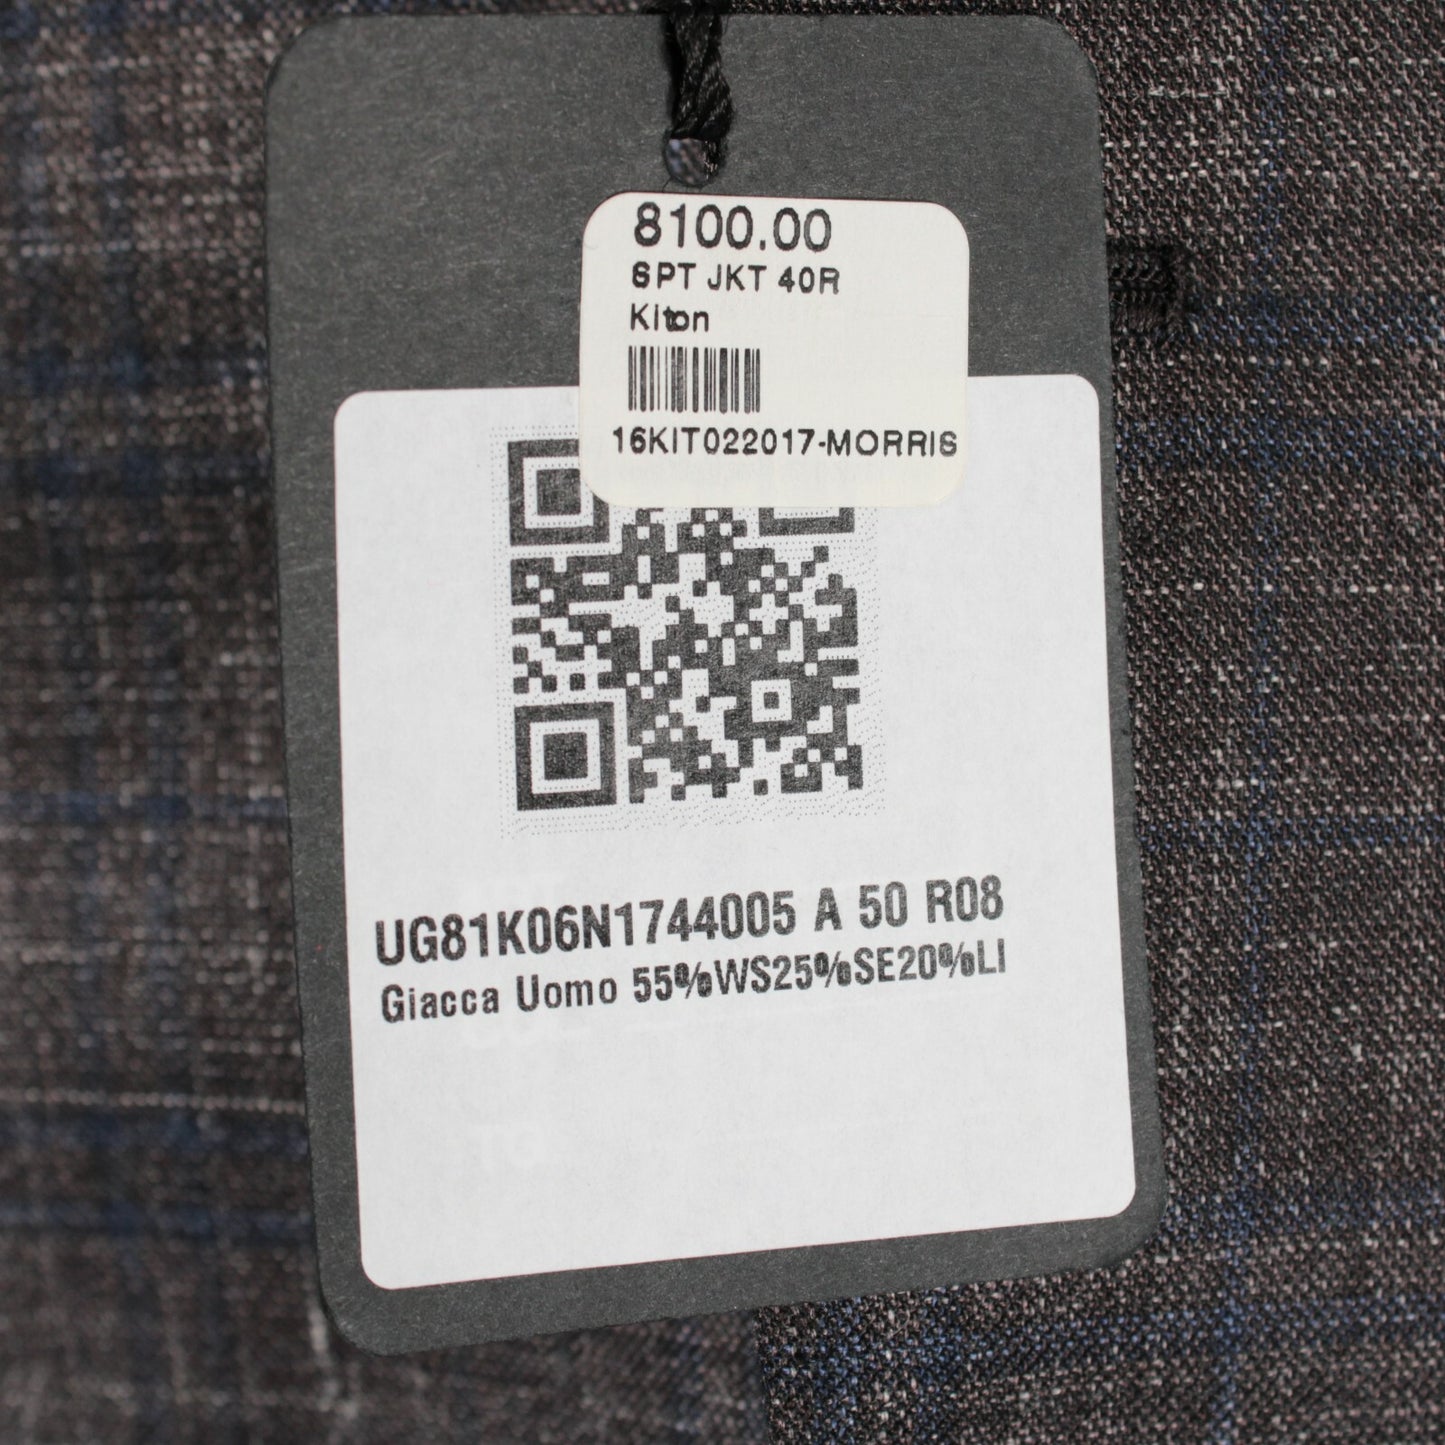 8100.00
SPT JKT 40R
Kiton
16KIT022017-MORRIS
UG81K06N1744005 A 50 R08
Giacca Uomo 55%WS25%SE20%LI